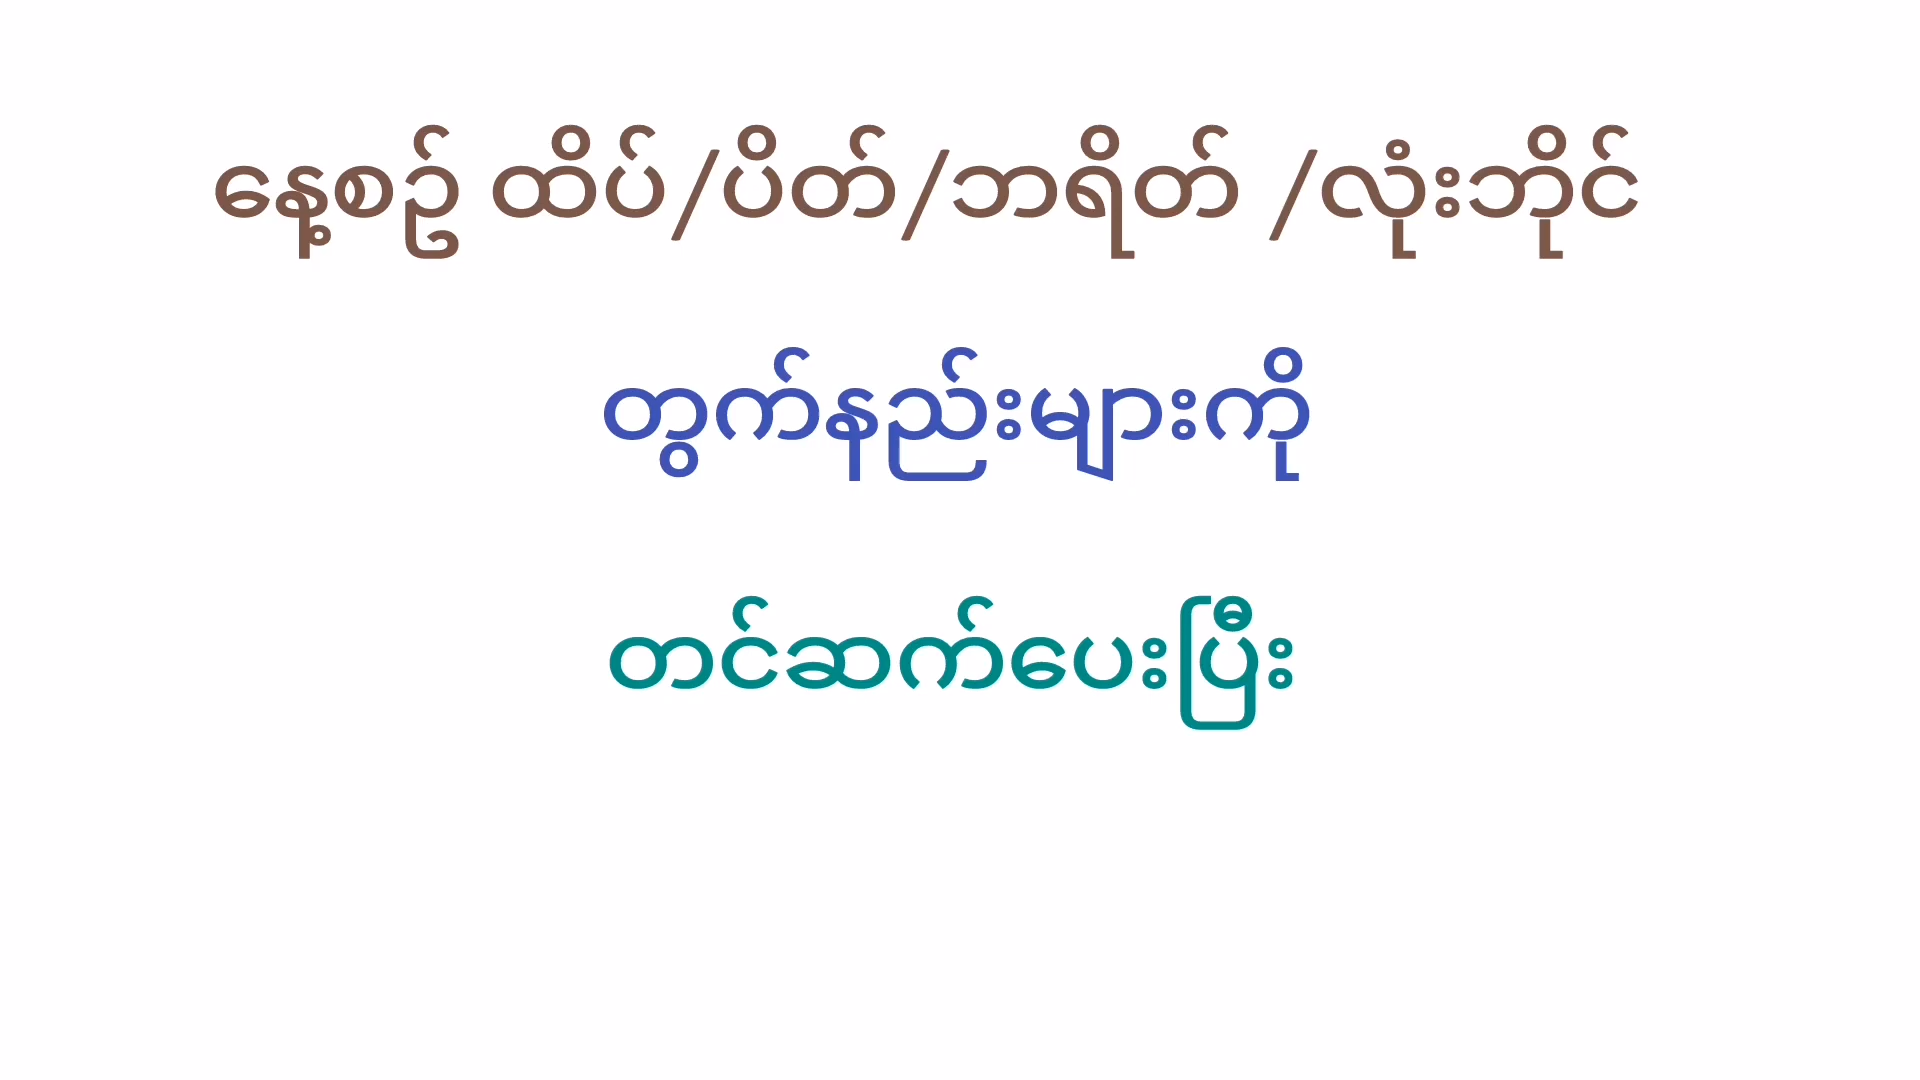 နေ့စဥ် ထိပ်/ပိတ်/ဘရိတ် /လုံးဘိုင်
တွက်နည်းများကို
တင်ဆက်ပေးပြီး